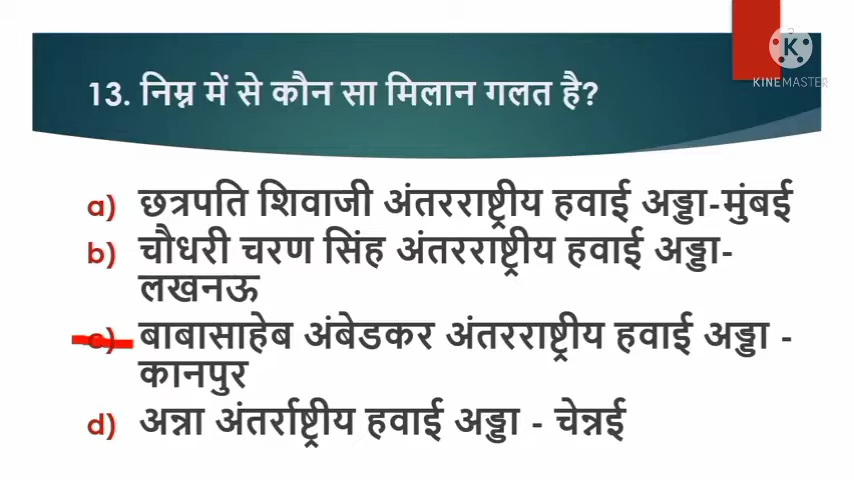 KINEMASTER
13. निम्न में से कौन सा मिलान गलत है?
a) छत्रपति शिवाजी अंतरराष्ट्रीय हवाई अड्डा-मुंबई
b) चौधरी चरण सिंह अंतरराष्ट्रीय हवाई अड्डा-
लखनऊ
c) बाबासाहेब अंबेडकर अंतरराष्ट्रीय हवाई अड्डा -
कानपुर
d) अन्ना अंतर्राष्ट्रीय हवाई अड्डा - चेन्नई